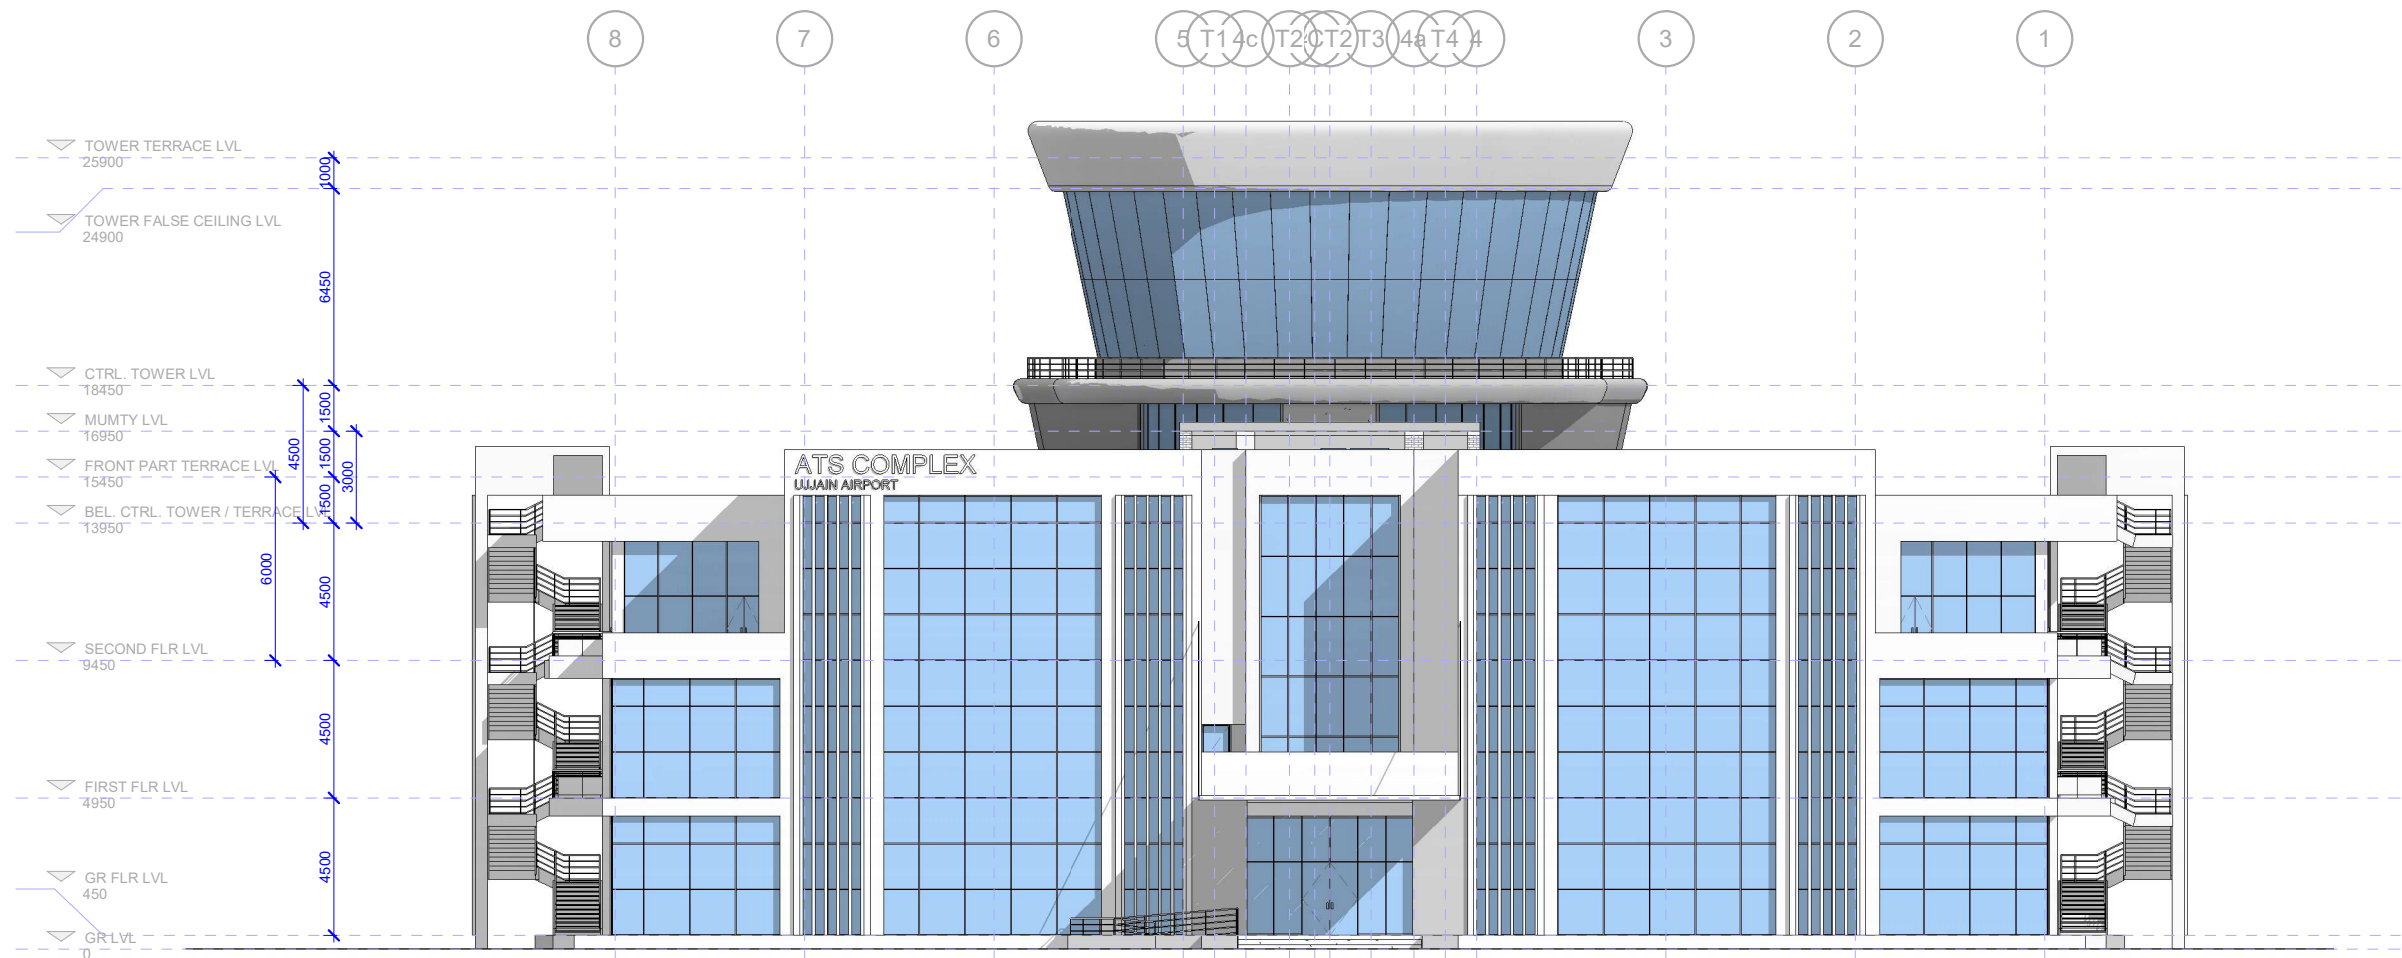 8 7 6 5 T1 4c T2 CT2 T3 4a T4 4 3 2 1
TOWER TERRACE LVL
25900
1000
TOWER FALSE CEILING LVL
24900
6450
CTRL. TOWER LVL
18450
1500
MUMTY LVL
16950
4500
1500
3000
FRONT PART TERRACE LVL
15450
1500
ATS COMPLEX
UJJAIN AIRPORT
BEL. CTRL. TOWER / TERRACE LVL
13950
6000
4500
SECOND FLR LVL
9450
4500
FIRST FLR LVL
4950
4500
GR FLR LVL
450
GR LVL
0